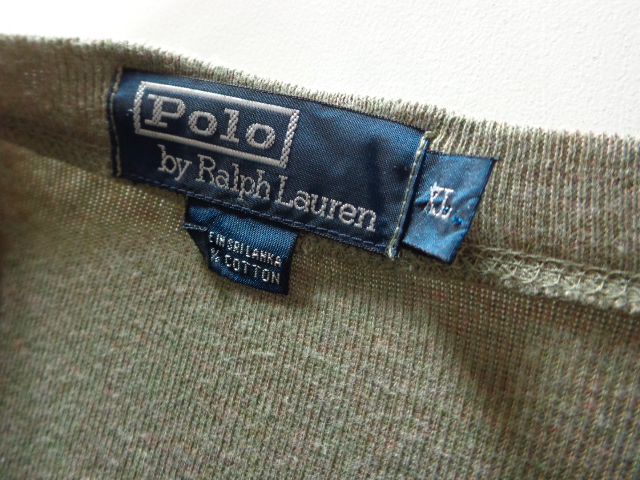 Polo
by Ralph Lauren
XL
E IN SRI LANKA
% COTTON